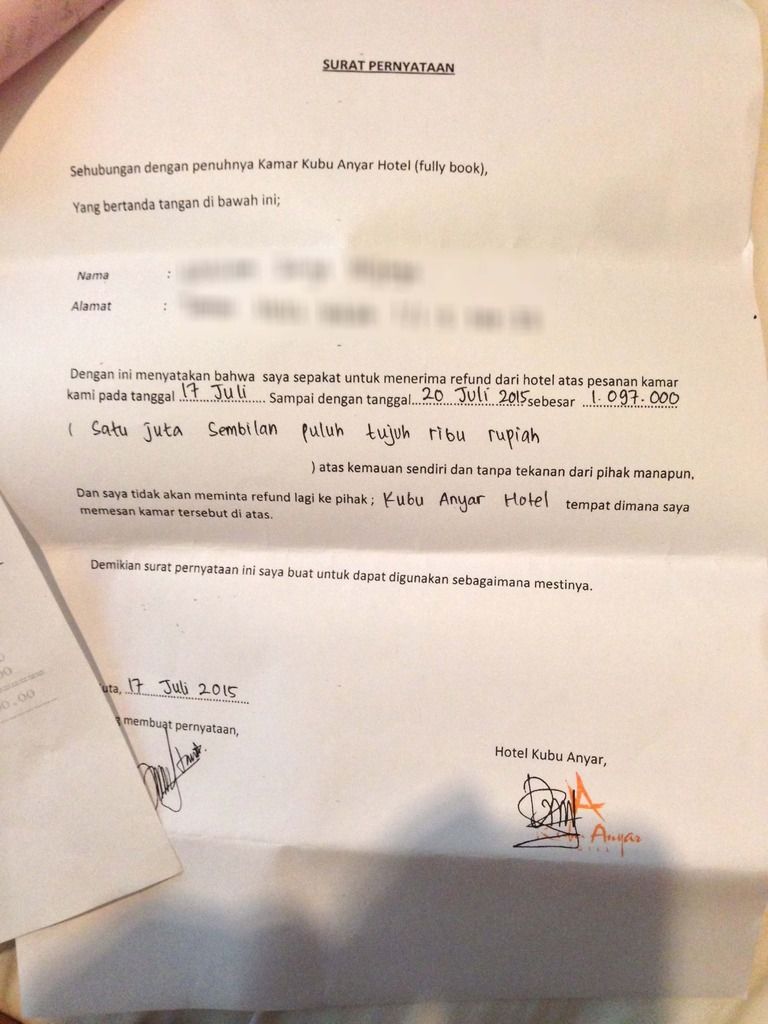 SURAT PERNYATAAN
Sehubungan dengan penuhnya Kamar Kubu Anyar Hotel (fully book),
Yang bertanda tangan di bawah ini;
Nama :
Alamat :
Dengan ini menyatakan bahwa saya sepakat untuk menerima refund dari hotel atas pesanan kamar
kami pada tanggal 17 Juli Sampai dengan tanggal 20 Juli 2015 sebesar 1.097.000
( Satu juta Sembilan puluh tujuh ribu rupiah
) atas kemauan sendiri dan tanpa tekanan dari pihak manapun.
Dan saya tidak akan meminta refund lagi ke pihak ; Kubu Anyar Hotel tempat dimana saya
memesan kamar tersebut di atas.
Demikian surat pernyataan ini saya buat untuk dapat digunakan sebagaimana mestinya.
uta, 17 Juli 2015
membuat pernyataan,
Hotel Kubu Anyar,
Anyar
00.00